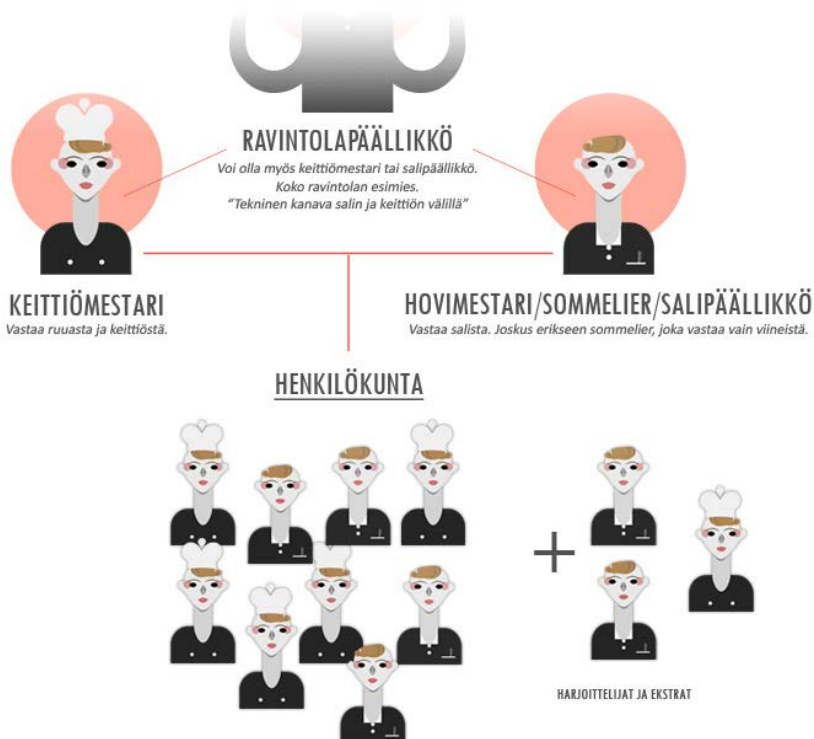 RAVINTOLAPÄÄLLIKKÖ
Voi olla myös keittiömestari tai salipäällikkö.
Koko ravintolan esimies.
“Tekninen kanava salin ja keittiön välillä”
KEITTIÖMESTARI
Vastaa ruuasta ja keittiöstä.
HOVIMESTARI/SOMMELIER/SALIPÄÄLLIKKÖ
Vastaa salista. Joskus erikseen sommelier, joka vastaa vain viineistä.
HENKILÖKUNTA
+
HARJOITTELIJAT JA EKSTRAT